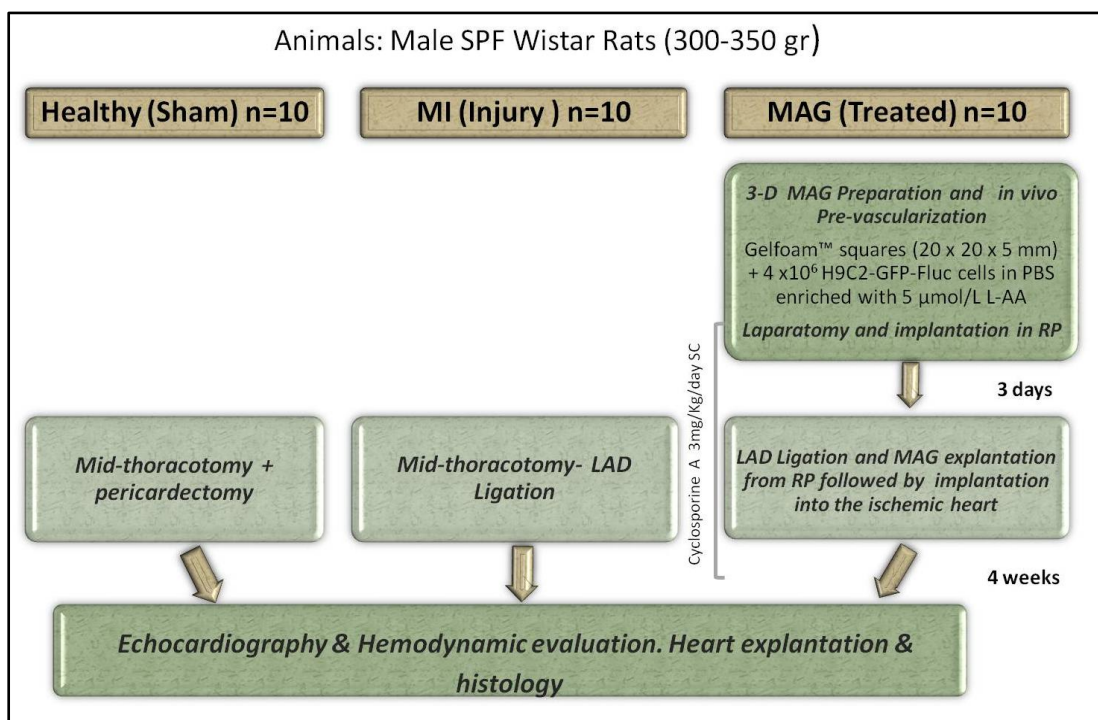 Animals: Male SPF Wistar Rats (300-350 gr)
Healthy (Sham) n=10
MI (Injury ) n=10
MAG (Treated) n=10
3-D MAG Preparation and in vivo
Pre-vascularization
Gelfoam™ squares (20 x 20 x 5 mm)
+ 4 x10⁶ H9C2-GFP-Fluc cells in PBS
enriched with 5 µmol/L L-AA
Laparatomy and implantation in RP
Cyclosporine A 3mg/Kg/day SC
3 days
Mid-thoracotomy +
pericardectomy
Mid-thoracotomy- LAD
Ligation
LAD Ligation and MAG explantation
from RP followed by implantation
into the ischemic heart
4 weeks
Echocardiography & Hemodynamic evaluation. Heart explantation &
histology